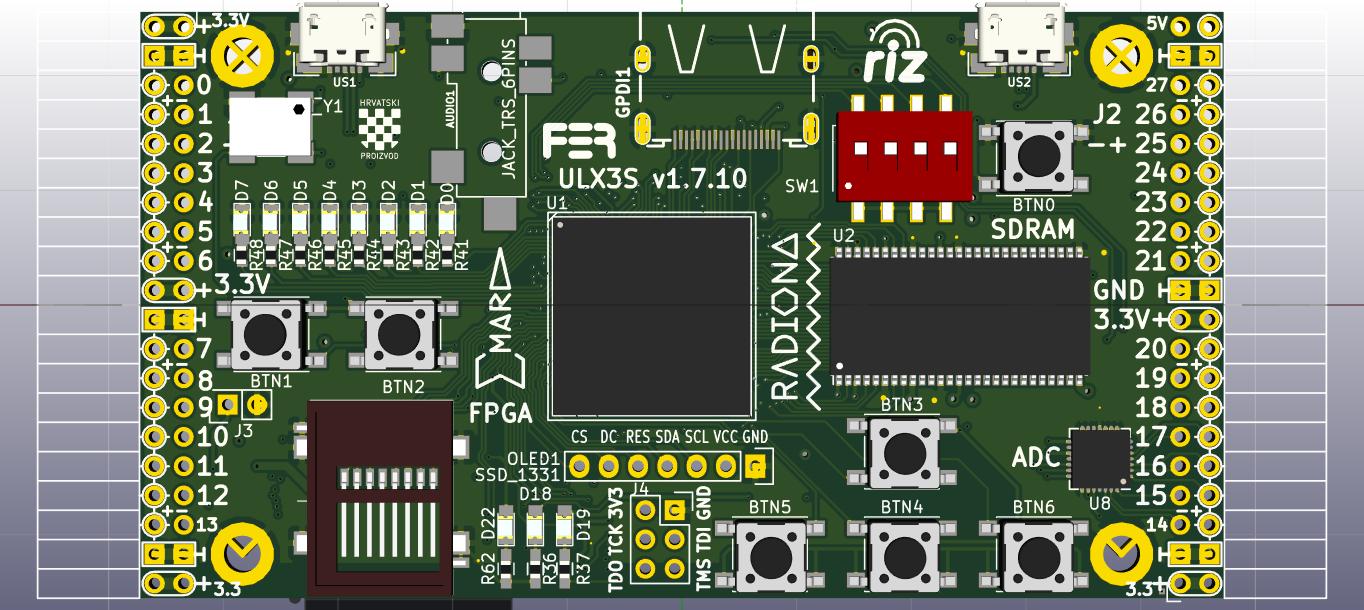 3.3V
US1
US2
5V
0
Y1
1
2
3
4
5
6
3.3V
7
8
9
10
11
12
13
3.3
HRVATSKI
PROIZVOD
AUDIO1
JACK_TRS_6PINS
GPDI1
FER
ULX3S v1.7.10
riz
SW1
BTN0
SDRAM
J2
27
26
25
24
23
22
21
GND
3.3V+
20
19
18
17
16
15
14
3.3
D7
D6
D5
D4
D3
D2
D1
D0
R48
R47
R46
R45
R44
R43
R42
R41
U1
U2
RADIONA
MARD
FPGA
BTN1
BTN2
J3
BTN3
ADC
U8
CS DC RES SDA SCL VCC GND
OLED1
SSD_1331
D18
D22
D19
R62
R36
R37
J4
TDO TCK 3V3
TMS TDI GND
BTN5
BTN4
BTN6